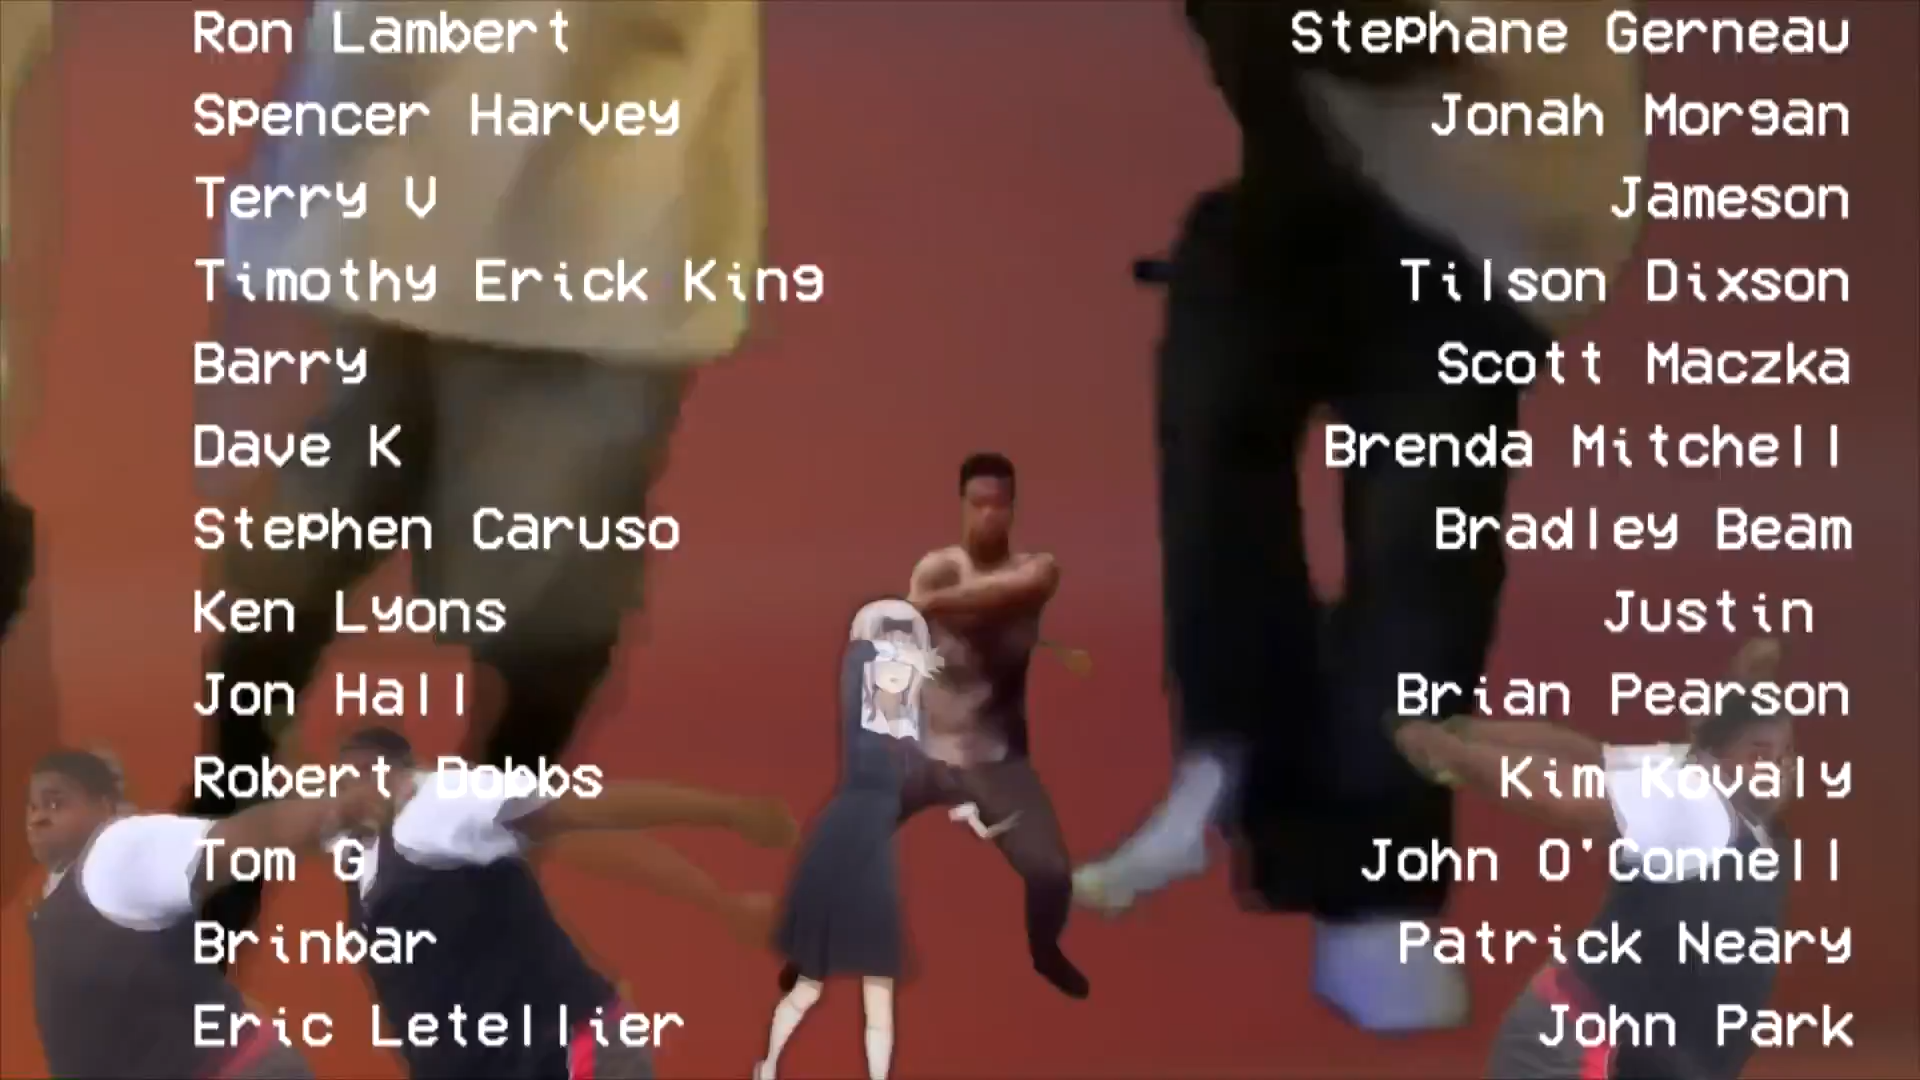 Ron Lambert
Spencer Harvey
Terry V
Timothy Erick King
Barry
Dave K
Stephen Caruso
Ken Lyons
Jon Hall
Robert Dobbs
Tom G
Brinbar
Eric Letellier
Stephane Gerneau
Jonah Morgan
Jameson
Tilson Dixson
Scott Maczka
Brenda Mitchell
Bradley Beam
Justin
Brian Pearson
Kim Kovaly
John O'Connell
Patrick Neary
John Park